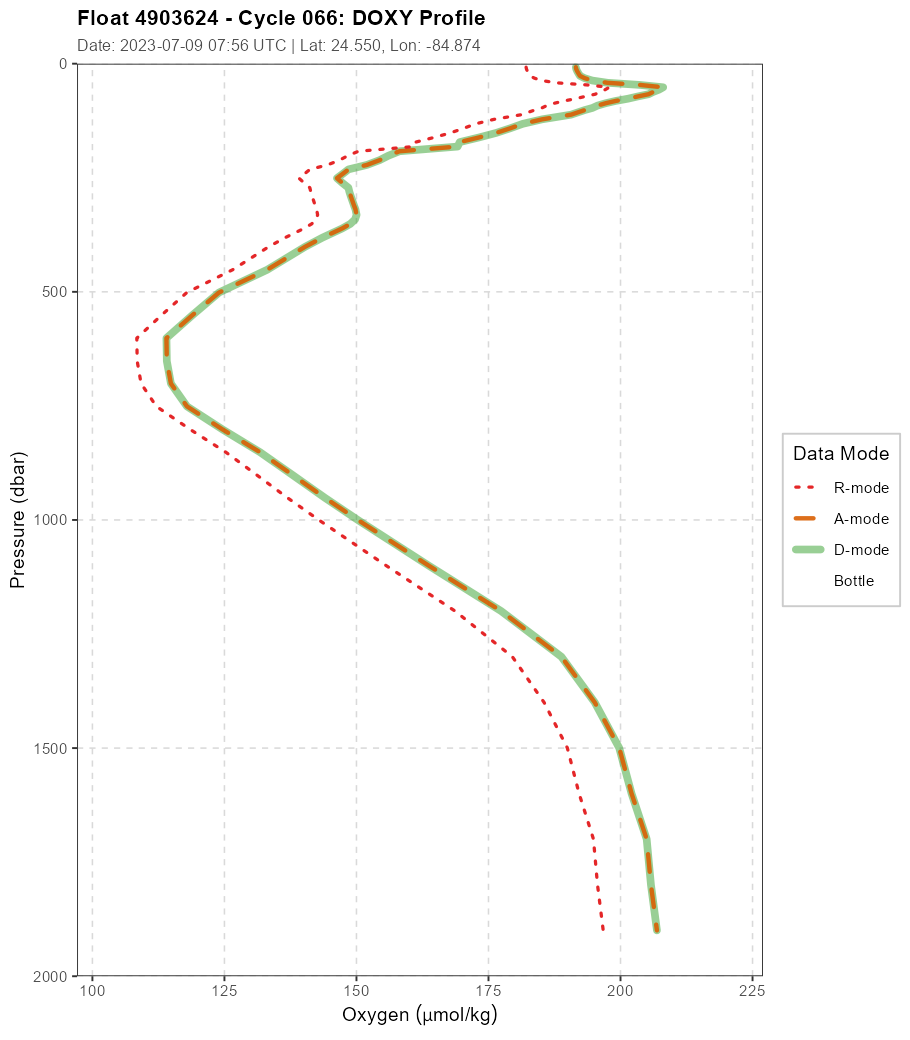 Float 4903624 - Cycle 066: DOXY Profile
Date: 2023-07-09 07:56 UTC | Lat: 24.550, Lon: -84.874
0
500
1000
1500
2000
Pressure (dbar)
100
125
150
175
200
225
Oxygen (μmol/kg)
Data Mode
R-mode
A-mode
D-mode
Bottle